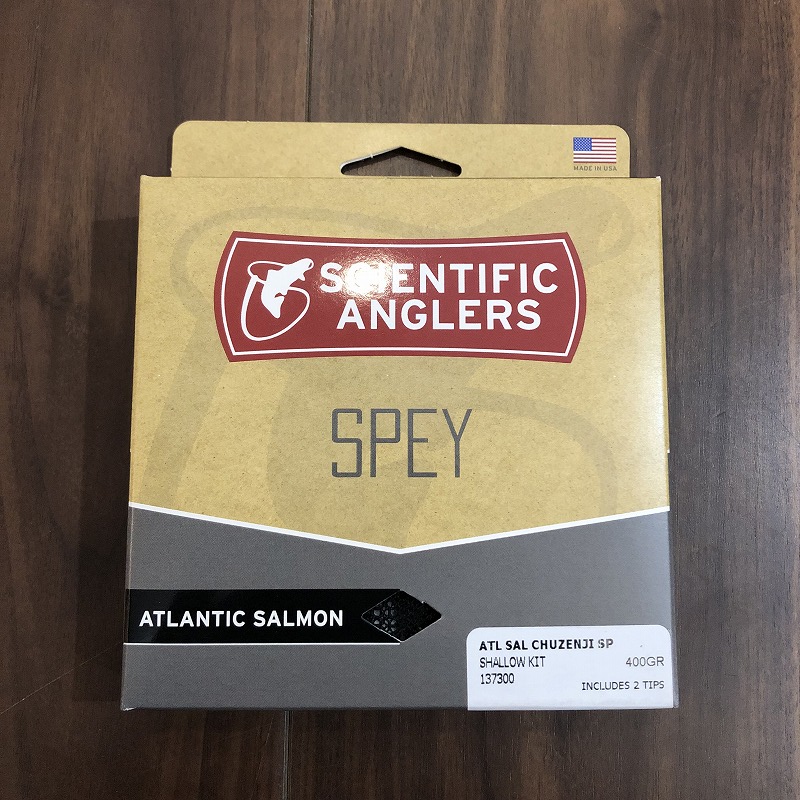 MADE IN USA
SCIENTIFIC
ANGLERS
SPEY
ATLANTIC SALMON
ATL SAL CHUZENJI SP
SHALLOW KIT 400GR
137300
INCLUDES 2 TIPS